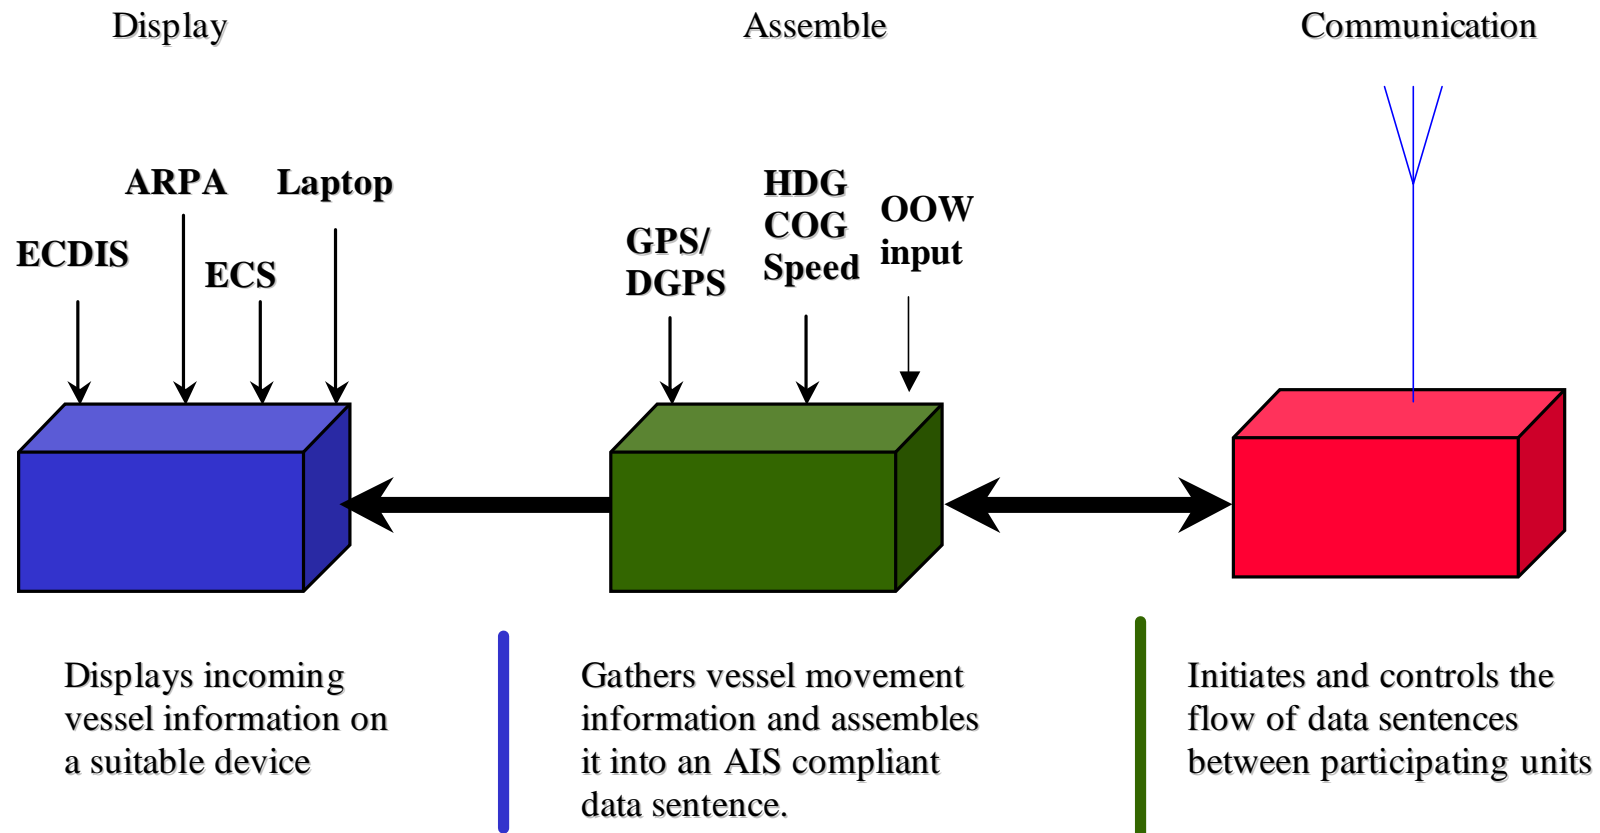 Display
Assemble
Communication
ARPA
Laptop
ECDIS
ECS
GPS/
DGPS
HDG
COG
Speed
OOW
input
Displays incoming
vessel information on
a suitable device
Gathers vessel movement
information and assembles
it into an AIS compliant
data sentence.
Initiates and controls the
flow of data sentences
between participating units